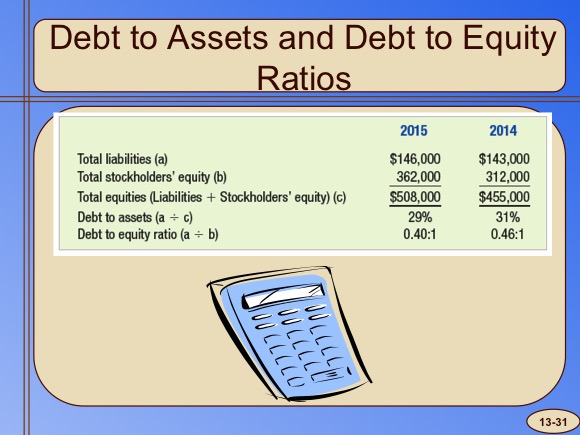 Debt to Assets and Debt to Equity
Ratios
2015 2014
Total liabilities (a) $146,000 $143,000
Total stockholders' equity (b) 362,000 312,000
Total equities (Liabilities + Stockholders' equity) (c) $508,000 $455,000
Debt to assets (a ÷ c) 29% 31%
Debt to equity ratio (a ÷ b) 0.40:1 0.46:1
13-31